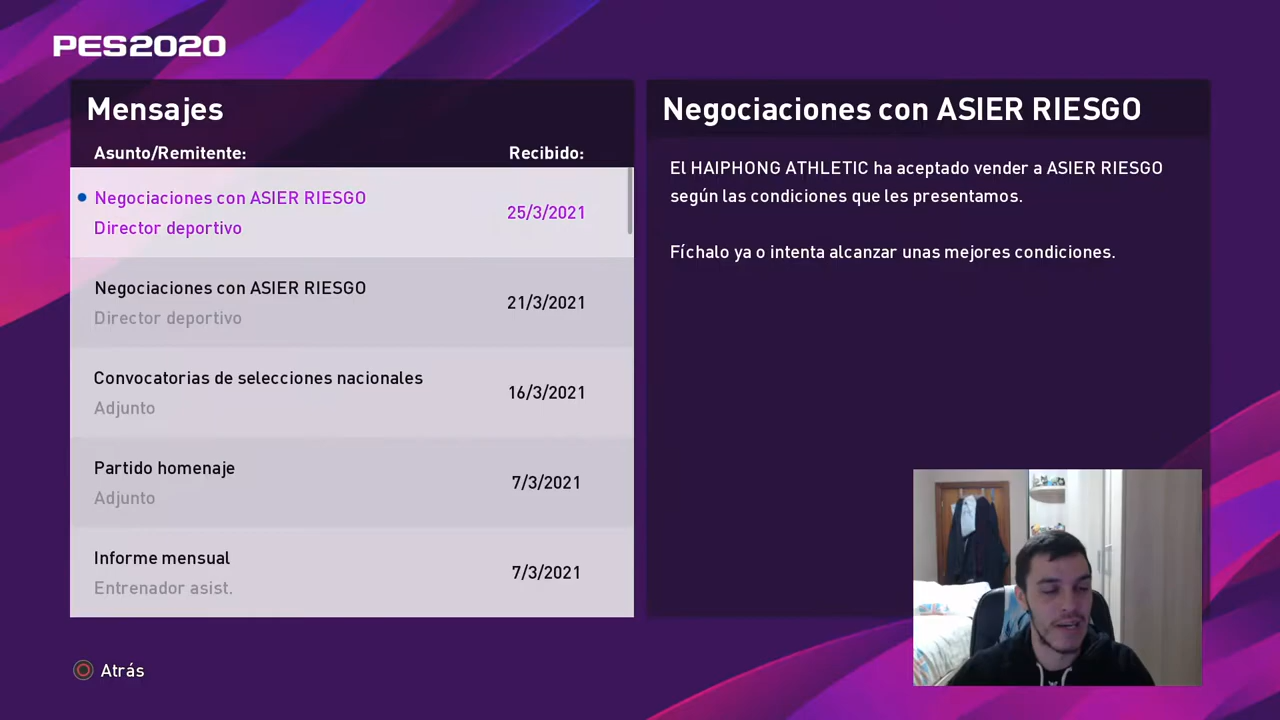 PES2020
Mensajes
Asunto/Remitente: Recibido:
Negociaciones con ASIER RIESGO
Director deportivo
25/3/2021
Negociaciones con ASIER RIESGO
Director deportivo
21/3/2021
Convocatorias de selecciones nacionales
Adjunto
16/3/2021
Partido homenaje
Adjunto
7/3/2021
Informe mensual
Entrenador asist.
7/3/2021
Negociaciones con ASIER RIESGO
El HAIPHONG ATHLETIC ha aceptado vender a ASIER RIESGO
según las condiciones que les presentamos.
Fíchalo ya o intenta alcanzar unas mejores condiciones.
Atrás